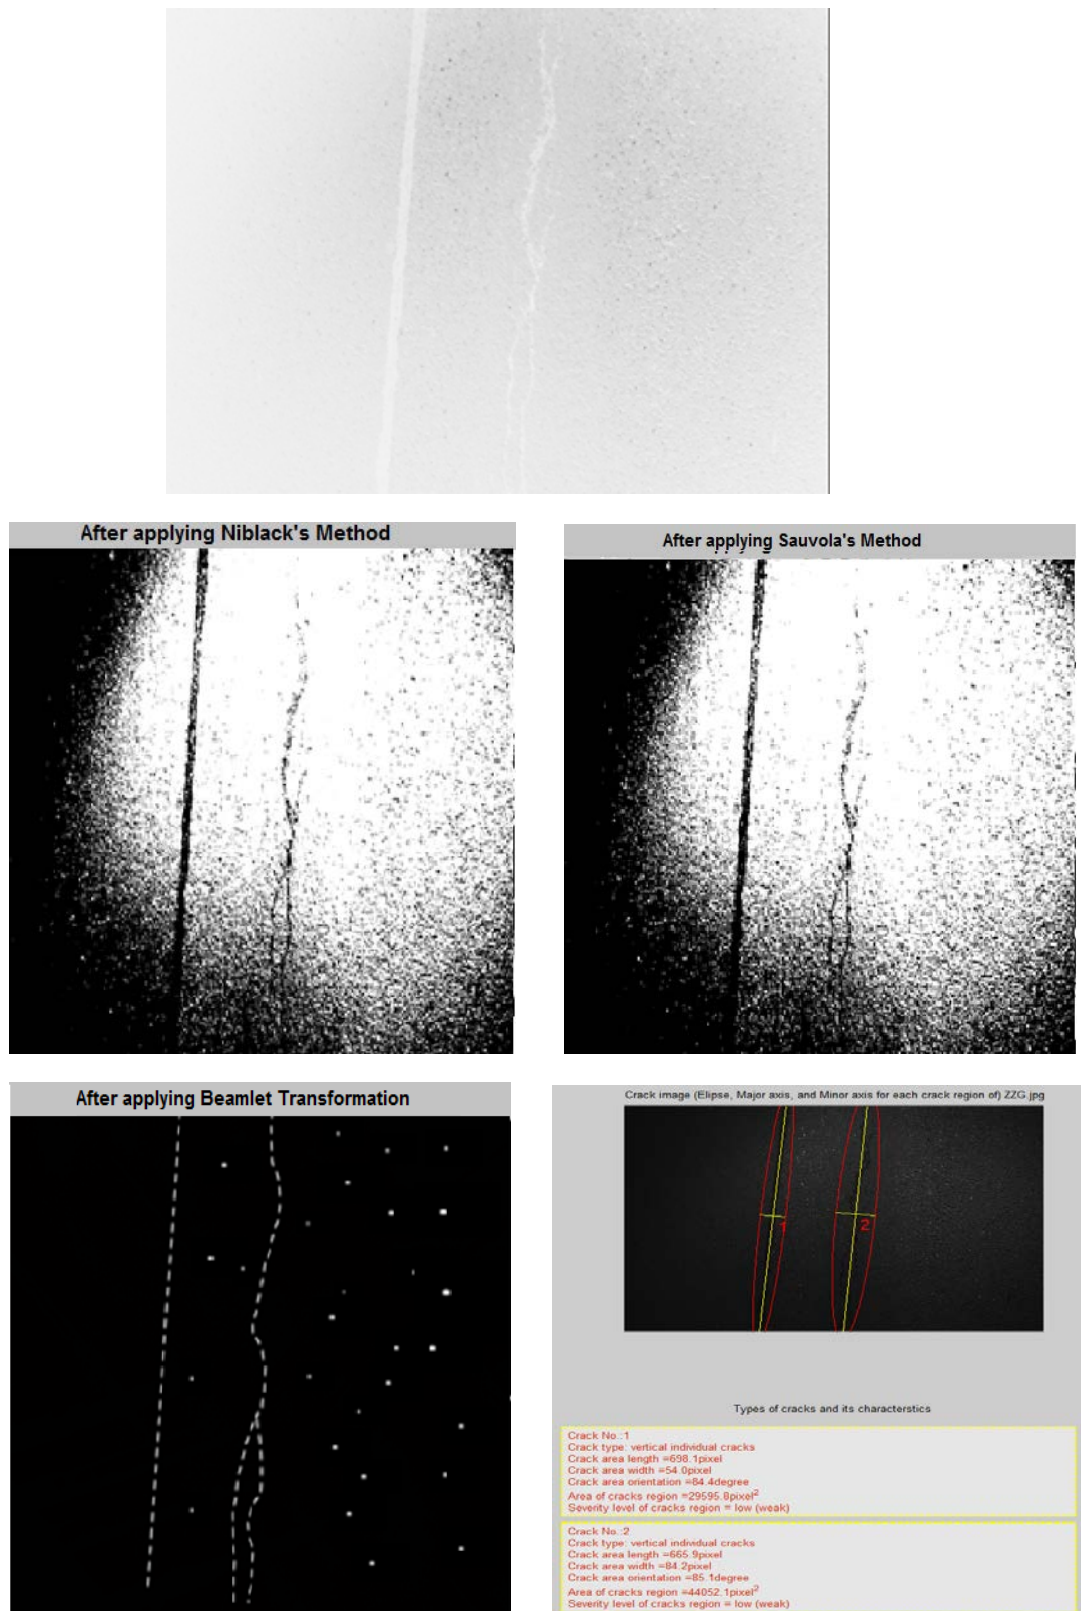 After applying Niblack's Method
After applying Sauvola's Method
After applying Beamlet Transformation
Crack image (Elipse, Major axis, and Minor axis for each crack region of) ZZG.jpg
1
2
Types of cracks and its characterstics
Crack No.:1
Crack type: vertical individual cracks
Crack area length =698.1pixel
Crack area width =54.0pixel
Crack area orientation =84.4degree
Area of cracks region =29595.8pixel²
Severity level of cracks region = low (weak)
Crack No.:2
Crack type: vertical individual cracks
Crack area length =665.9pixel
Crack area width =84.2pixel
Crack area orientation =85.1degree
Area of cracks region =44052.1pixel²
Severity level of cracks region = low (weak)